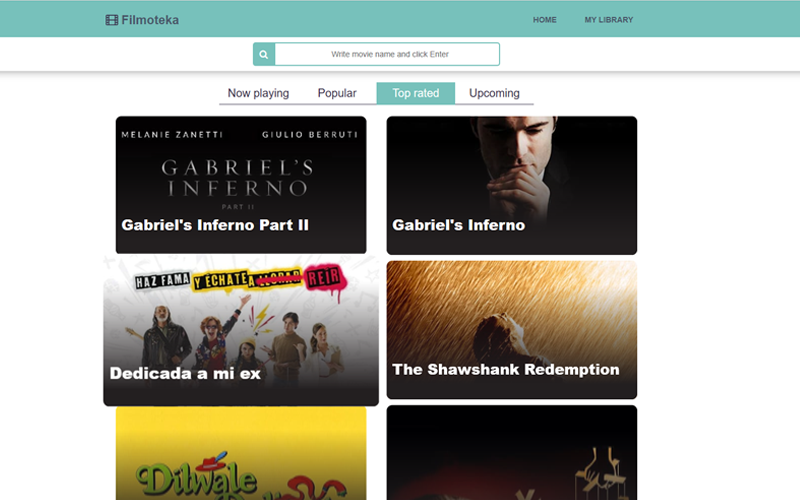 Filmoteka
HOME
MY LIBRARY
Write movie name and click Enter
Now playing
Popular
Top rated
Upcoming
MELANIE ZANETTI
GIULIO BERRUTI
GABRIEL'S
INFERNO
PART II
Gabriel's Inferno Part II
Gabriel's Inferno
HAZ FAMA Y ÉCHATE A LLORAR REÍR
Dedicada a mi ex
The Shawshank Redemption
Dilwale